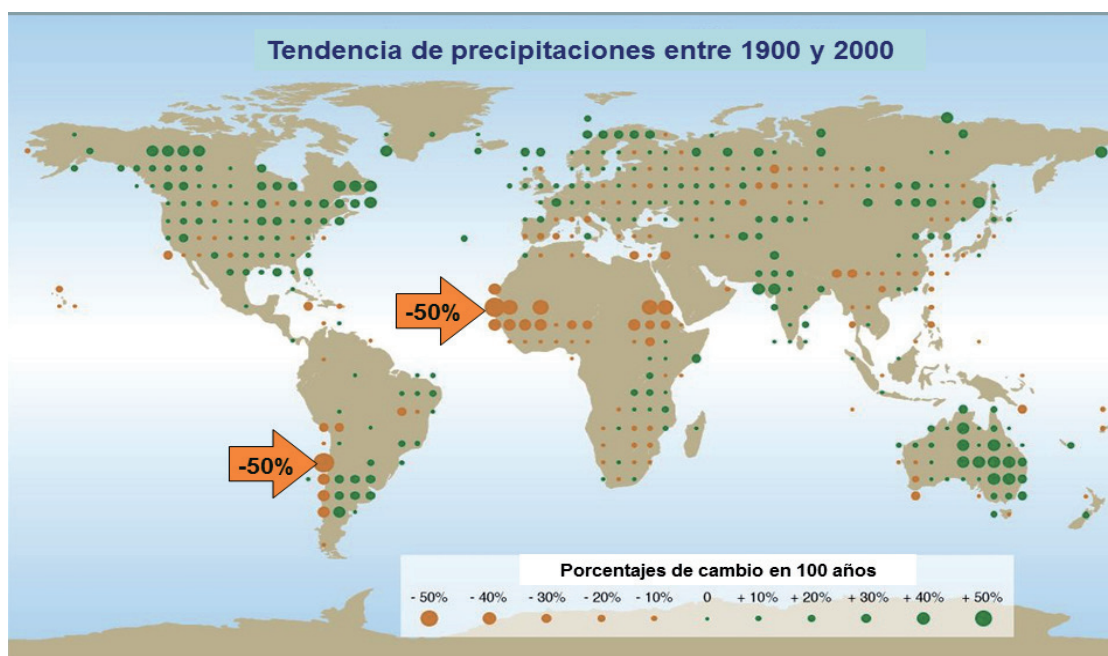 Tendencia de precipitaciones entre 1900 y 2000
-50%
-50%
Porcentajes de cambio en 100 años
- 50% - 40% - 30% - 20% - 10% 0 + 10% + 20% + 30% + 40% + 50%